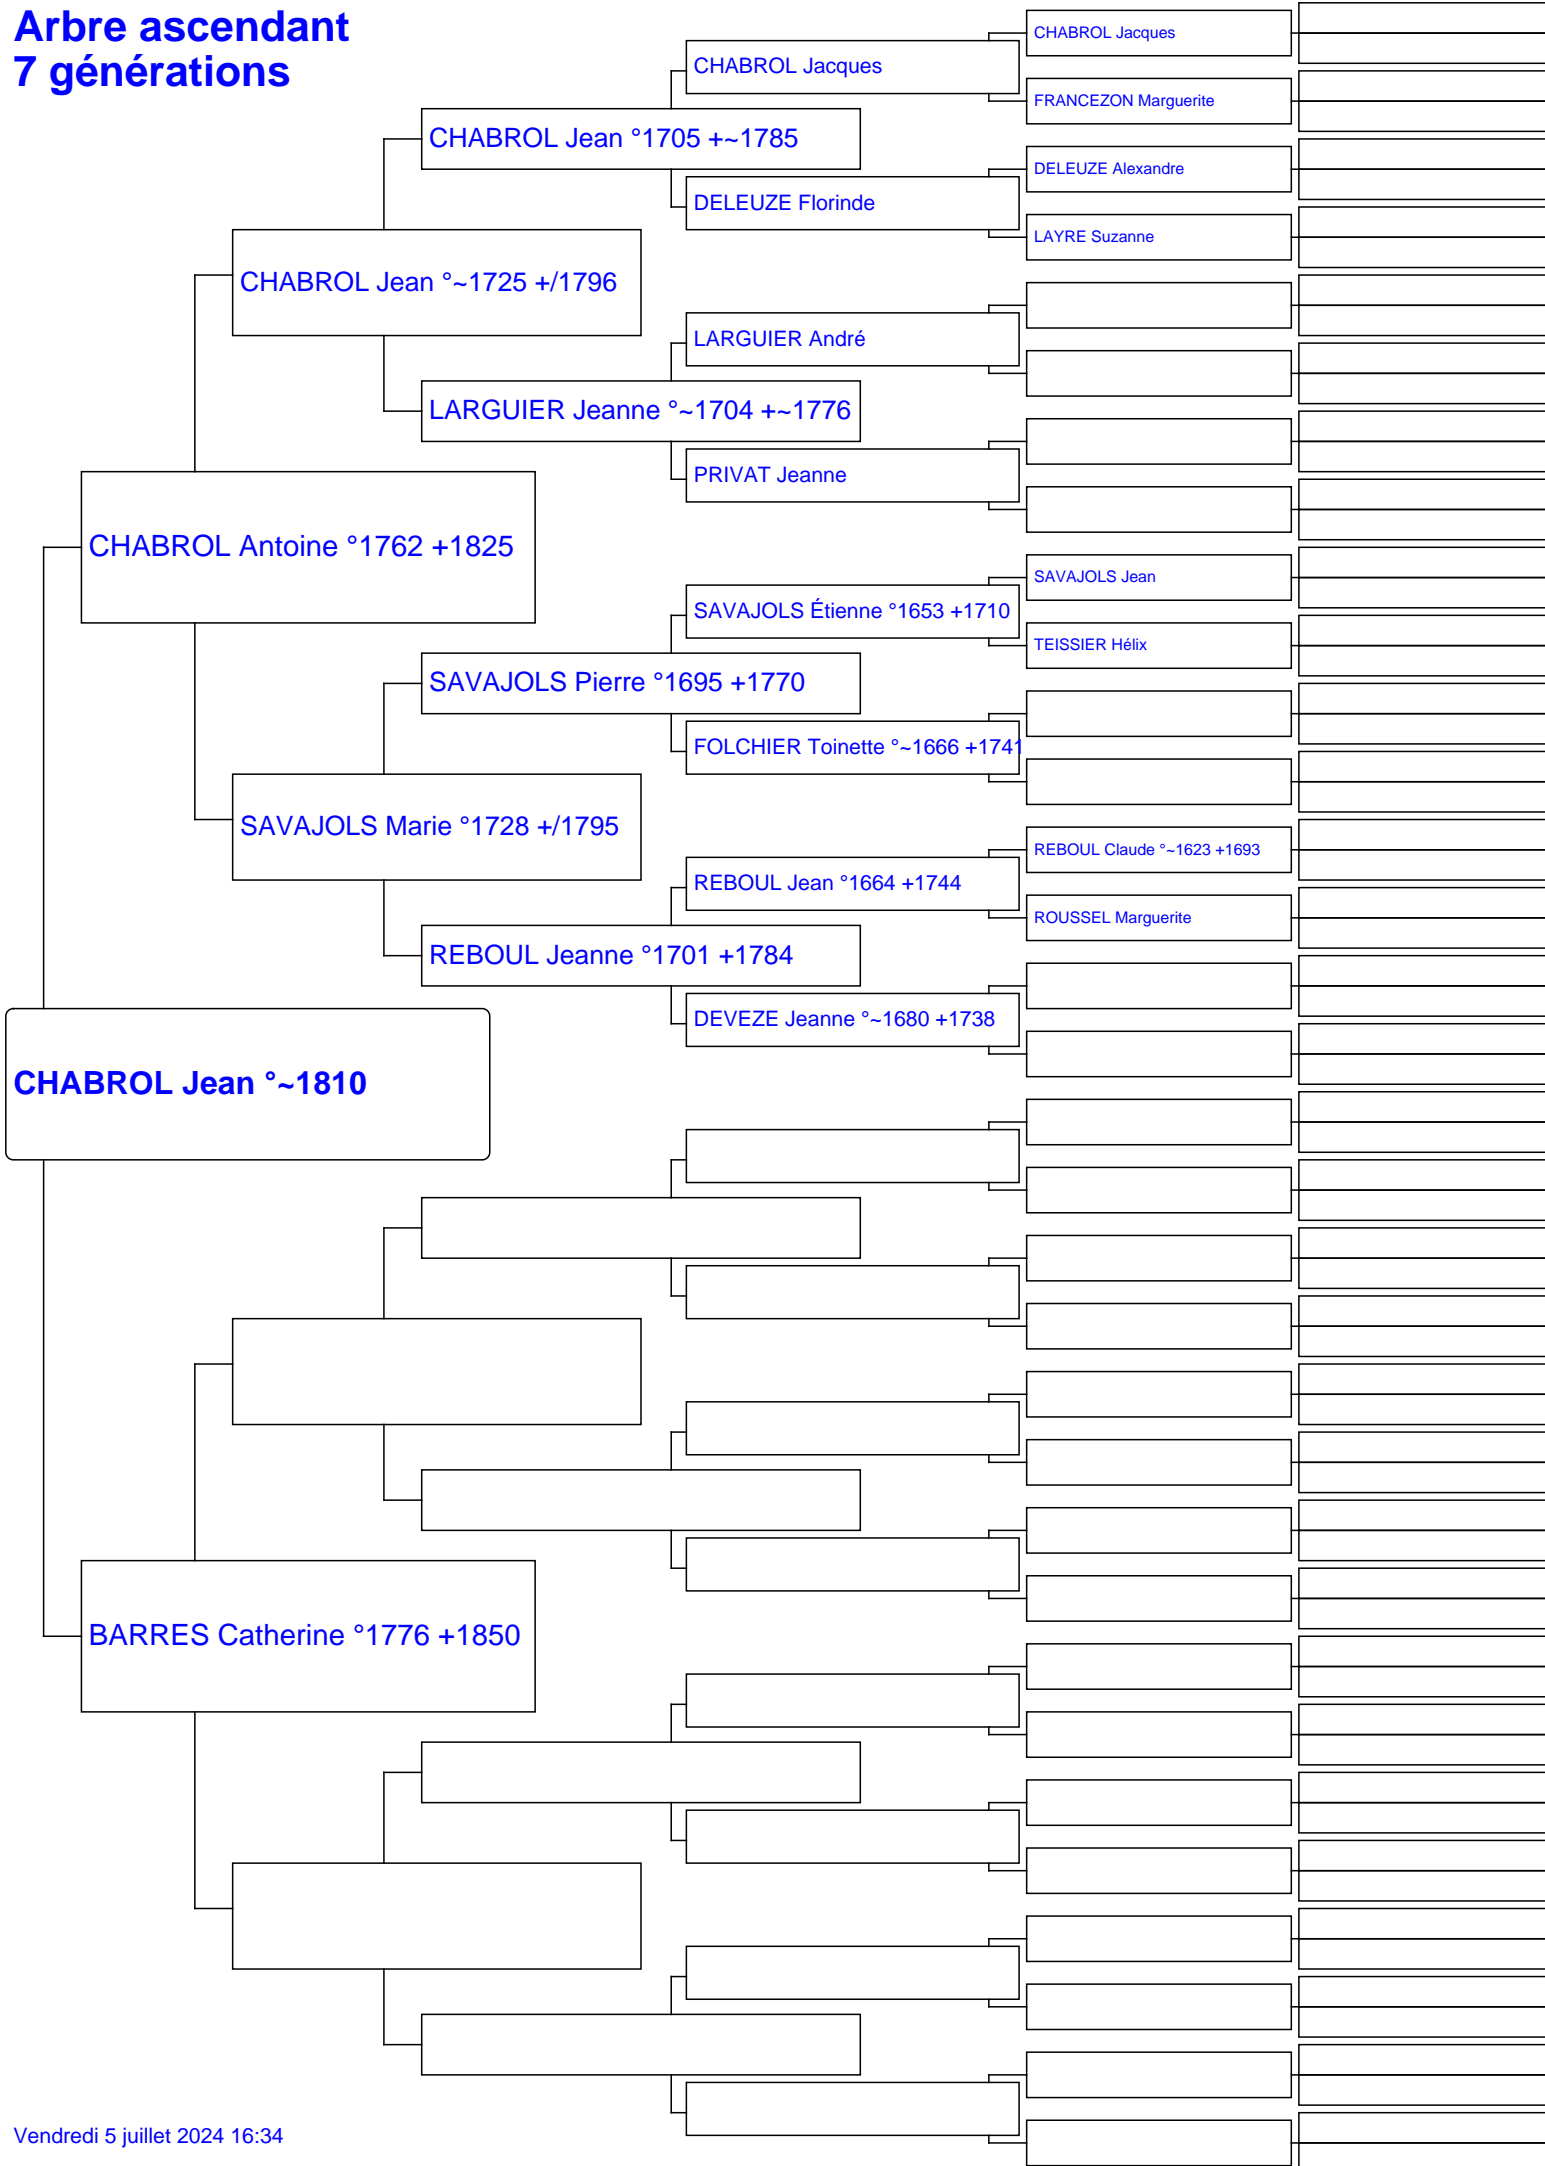 Arbre ascendant
7 générations
CHABROL Jacques
CHABROL Jacques
FRANCEZON Marguerite
CHABROL Jean °1705 +~1785
DELEUZE Alexandre
DELEUZE Florinde
LAYRE Suzanne
CHABROL Jean °~1725 +/1796
LARGUIER André
LARGUIER Jeanne °~1704 +~1776
PRIVAT Jeanne
CHABROL Antoine °1762 +1825
SAVAJOLS Jean
SAVAJOLS Étienne °1653 +1710
TEISSIER Hélix
SAVAJOLS Pierre °1695 +1770
FOLCHIER Toinette °~1666 +1741
SAVAJOLS Marie °1728 +/1795
REBOUL Claude °~1623 +1693
REBOUL Jean °1664 +1744
ROUSSEL Marguerite
REBOUL Jeanne °1701 +1784
DEVEZE Jeanne °~1680 +1738
CHABROL Jean °~1810
BARRES Catherine °1776 +1850
Vendredi 5 juillet 2024 16:34